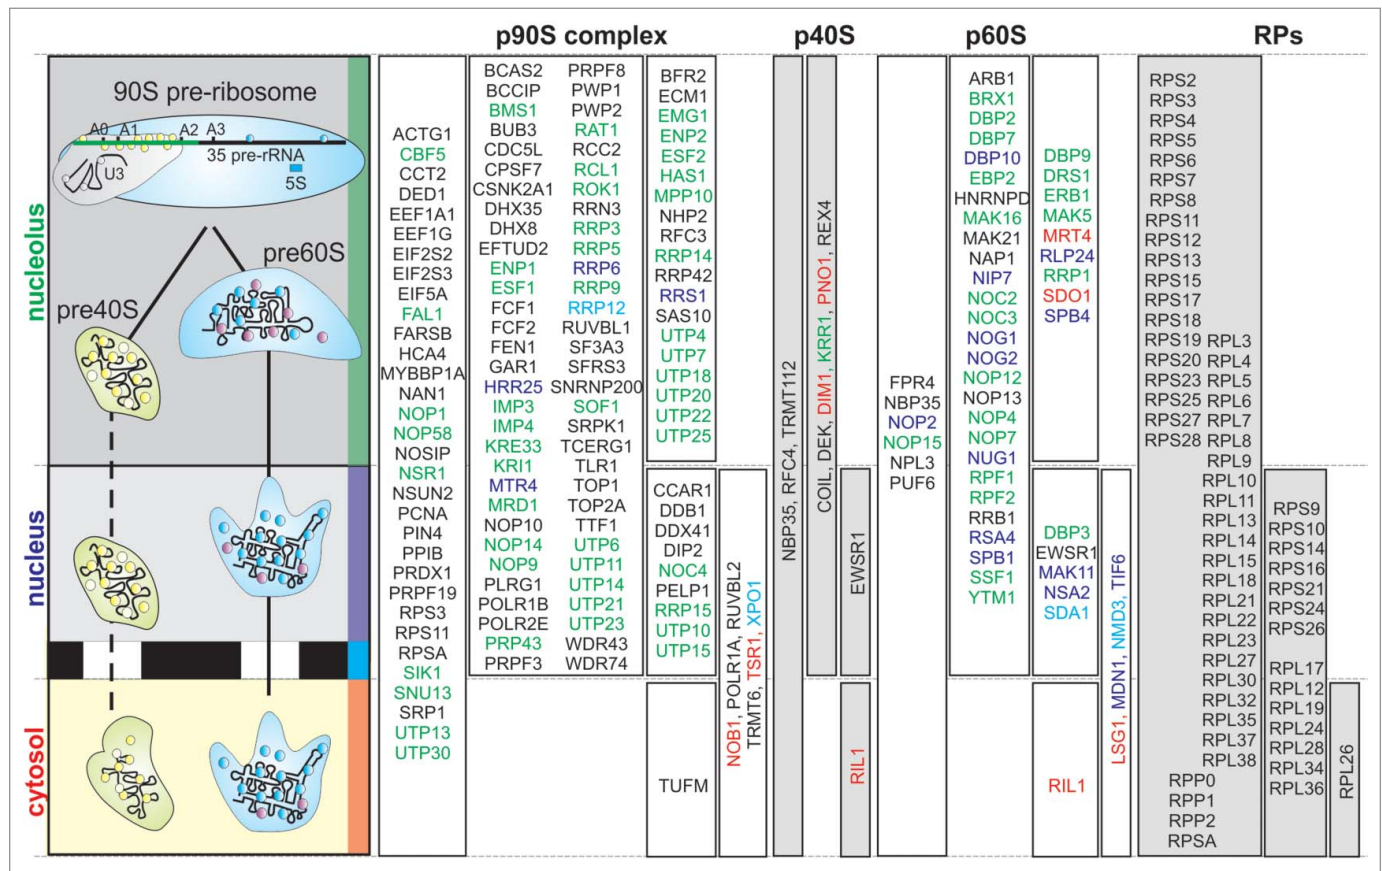 p90S complex
p40S
p60S
RPs
nucleolus
nucleus
cytosol
90S pre-ribosome
A0 A1 A2 A3
35 pre-rRNA
U3
5S
pre60S
pre40S
ACTG1
CBF5
CCT2
DED1
EEF1A1
EEF1G
EIF2S2
EIF2S3
EIF5A
FAL1
FARSB
HCA4
MYBBP1A
NAN1
NOP1
NOP58
NOSIP
NSR1
NSUN2
PCNA
PIN4
PPIB
PRDX1
PRPF19
RPS3
RPS11
RPSA
SIK1
SNU13
SRP1
UTP13
UTP30
BCAS2 PRPF8
BCCIP PWP1
BMS1 PWP2
BUB3 RAT1
CDC5L RCC2
CPSF7 RCL1
CSNK2A1 ROK1
DHX35 RRN3
DHX8 RRP3
EFTUD2 RRP5
ENP1 RRP6
ESF1 RRP9
FCF1 RRP12
FCF2 RUVBL1
FEN1 SF3A3
GAR1 SFRS3
HRR25 SNRNP200
IMP3 SOF1
IMP4 SRPK1
KRE33 TCERG1
KRI1 TLR1
MTR4 TOP1
MRD1 TOP2A
NOP10 TTF1
NOP14 UTP6
NOP9 UTP11
PLRG1 UTP14
POLR1B UTP21
POLR2E UTP23
PRP43 WDR43
PRPF3 WDR74
BFR2
ECM1
EMG1
ENP2
ESF2
HAS1
MPP10
NHP2
RFC3
RRP14
RRP42
RRS1
SAS10
UTP4
UTP7
UTP18
UTP20
UTP22
UTP25
CCAR1
DDB1
DDX41
DIP2
NOC4
PELP1
RRP15
UTP10
UTP15
TUFM
NOB1, POLR1A, RUVBL2
TRMT6, TSR1, XPO1
NBP35, RFC4, TRMT112
COIL, DEK, DIM1, KRR1, PNO1, REX4
EWSR1
RIL1
FPR4
NBP35
NOP2
NOP15
NPL3
PUF6
ARB1
BRX1
DBP2
DBP7
DBP10
EBP2
HNRNPD
MAK16
MAK21
NAP1
NIP7
NOC2
NOC3
NOG1
NOG2
NOP12
NOP13
NOP4
NOP7
NUG1
RPF1
RPF2
RRB1
RSA4
SPB1
SSF1
YTM1
DBP9
DRS1
ERB1
MAK5
MRT4
RLP24
RRP1
SDO1
SPB4
DBP3
EWSR1
MAK11
NSA2
SDA1
RIL1
LSG1, MDN1, NMD3, TIF6
RPS2
RPS3
RPS4
RPS5
RPS6
RPS7
RPS8
RPS11
RPS12
RPS13
RPS15
RPS17
RPS18
RPS19 RPL3
RPS20 RPL4
RPS23 RPL5
RPS25 RPL6
RPS27 RPL7
RPS28 RPL8
RPL9
RPL10
RPL11
RPL13
RPL14
RPL15
RPL18
RPL21
RPL22
RPL23
RPL27
RPL30
RPL32
RPL35
RPL37
RPL38
RPP0
RPP1
RPP2
RPSA
RPS9
RPS10
RPS14
RPS16
RPS21
RPS24
RPS26
RPL17
RPL12
RPL19
RPL24
RPL28
RPL34
RPL36
RPL26